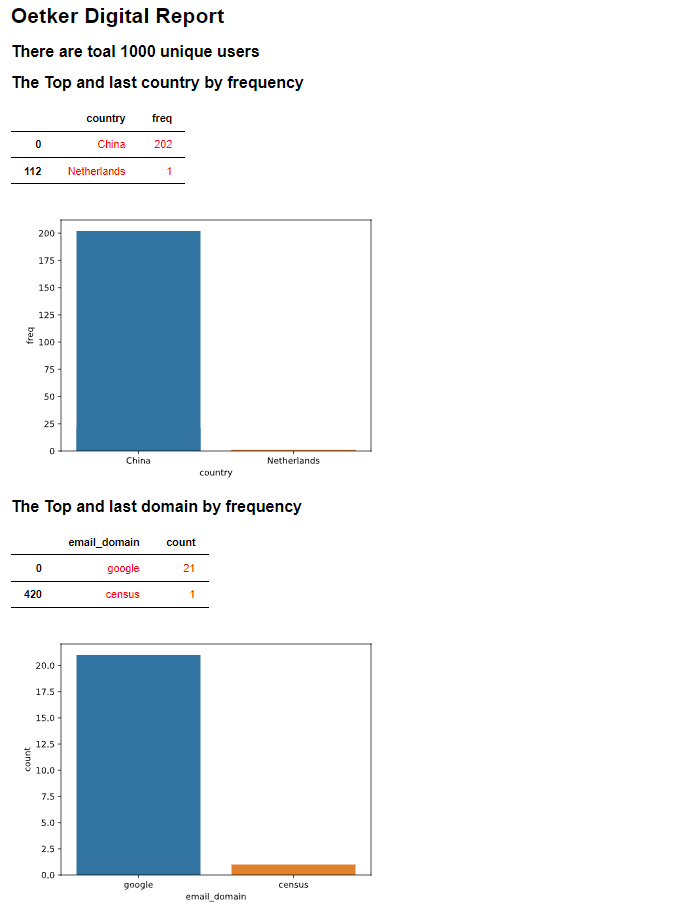 Oetker Digital Report
There are toal 1000 unique users
The Top and last country by frequency
country freq
0 China 202
112 Netherlands 1
200
175
150
125
100
75
50
25
0
freq
China Netherlands
country
The Top and last domain by frequency
email_domain count
0 google 21
420 census 1
20.0
17.5
15.0
12.5
10.0
7.5
5.0
2.5
0.0
count
google census
email_domain